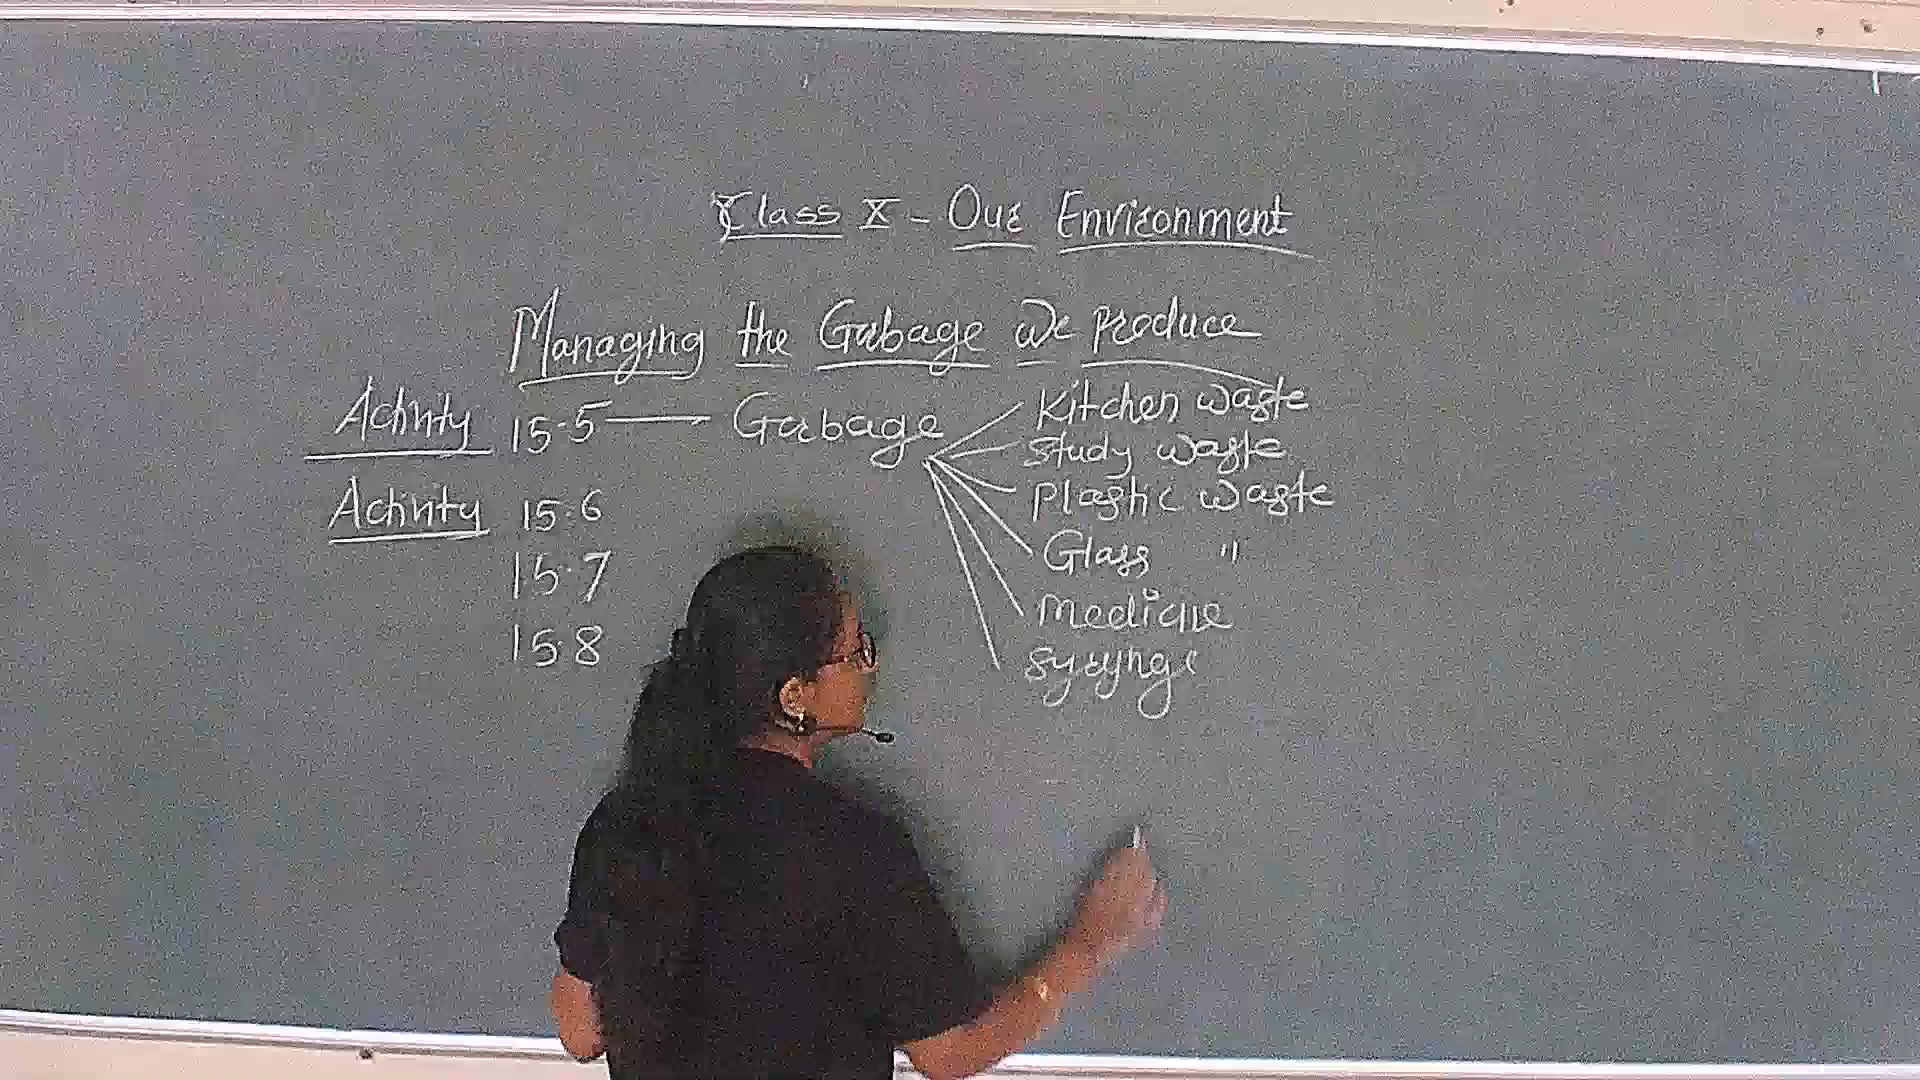 Class X - Our Environment
Managing the Garbage we produce
Activity 15.5 — Garbage
Kitchen waste
Study waste
Plastic waste
Glass "
Medicine
Syrynge
Activity 15.6
15.7
15.8